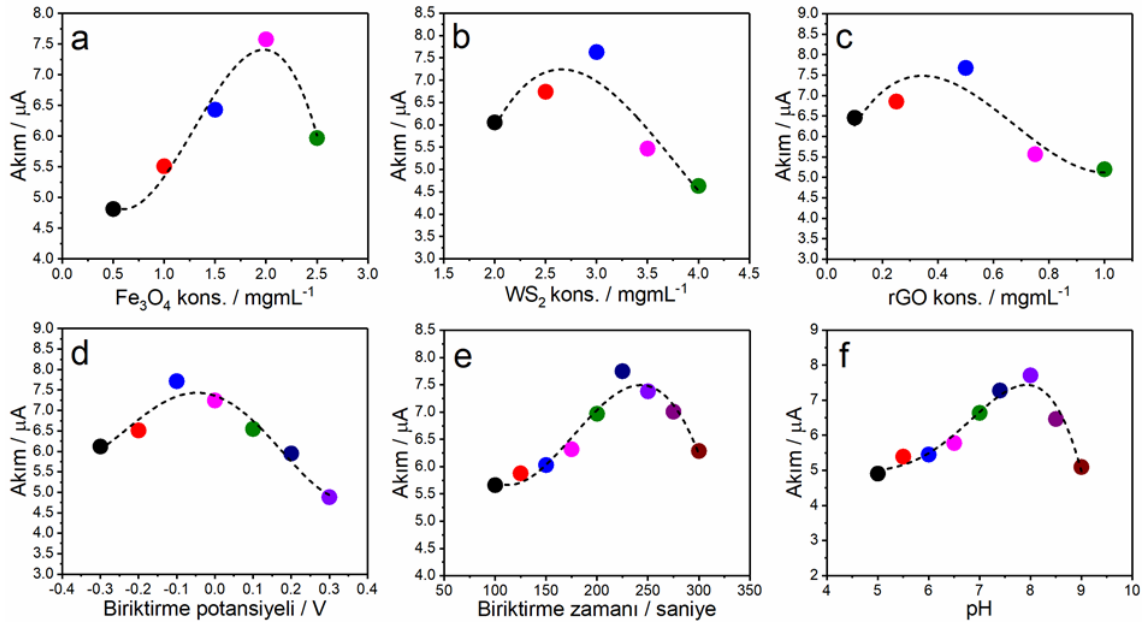 a
Akım / µA
8.0
7.5
7.0
6.5
6.0
5.5
5.0
4.5
4.0
0.0 0.5 1.0 1.5 2.0 2.5 3.0
Fe₃O₄ kons. / mgmL⁻¹
b
Akım / µA
8.5
8.0
7.5
7.0
6.5
6.0
5.5
5.0
4.5
4.0
3.5
3.0
1.5 2.0 2.5 3.0 3.5 4.0 4.5
WS₂ kons. / mgmL⁻¹
c
Akım / µA
9.0
8.5
8.0
7.5
7.0
6.5
6.0
5.5
5.0
4.5
4.0
3.5
3.0
0.0 0.2 0.4 0.6 0.8 1.0
rGO kons. / mgmL⁻¹
d
Akım / µA
9.0
8.5
8.0
7.5
7.0
6.5
6.0
5.5
5.0
4.5
4.0
3.5
3.0
-0.4 -0.3 -0.2 -0.1 0.0 0.1 0.2 0.3 0.4
Biriktirme potansiyeli / V
e
Akım / µA
8.5
8.0
7.5
7.0
6.5
6.0
5.5
5.0
4.5
4.0
50 100 150 200 250 300 350
Biriktirme zamanı / saniye
f
Akım / µA
9
8
7
6
5
4
3
2
4 5 6 7 8 9 10
pH